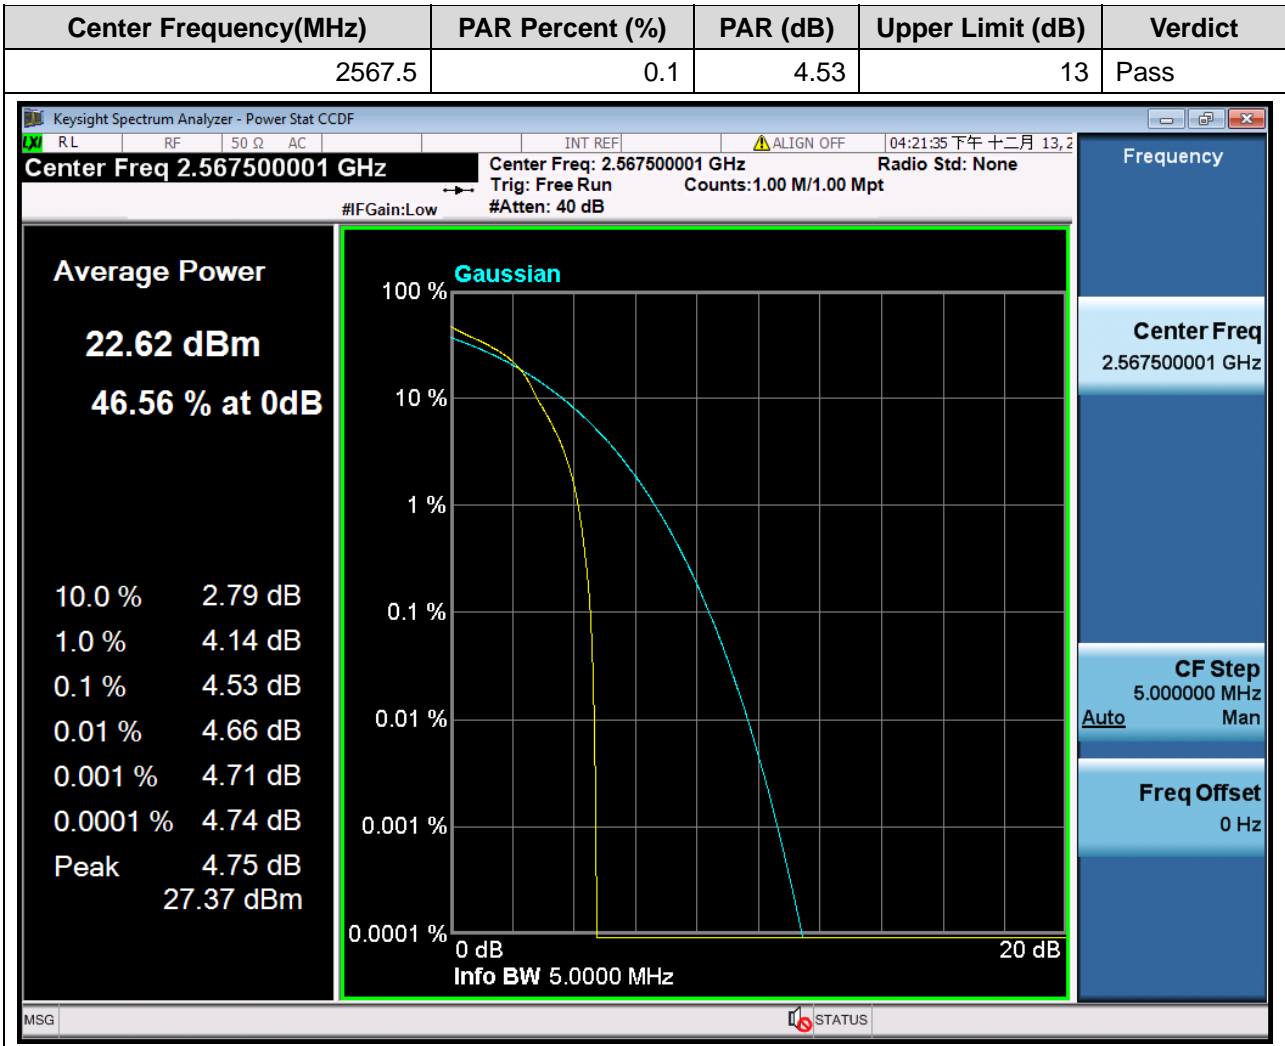 Center Frequency(MHz) PAR Percent (%) PAR (dB) Upper Limit (dB) Verdict
2567.5 0.1 4.53 13 Pass
Keysight Spectrum Analyzer - Power Stat CCDF
LXI RL RF 50 Ω AC INT REF ALIGN OFF 04:21:35 下午 十二月 13, 2
Center Freq 2.567500001 GHz
Center Freq: 2.567500001 GHz Radio Std: None
Trig: Free Run Counts:1.00 M/1.00 Mpt
#IFGain:Low #Atten: 40 dB
Average Power
22.62 dBm
46.56 % at 0dB
10.0 % 2.79 dB
1.0 % 4.14 dB
0.1 % 4.53 dB
0.01 % 4.66 dB
0.001 % 4.71 dB
0.0001 % 4.74 dB
Peak 4.75 dB
27.37 dBm
Gaussian
100 %
10 %
1 %
0.1 %
0.01 %
0.001 %
0.0001 %
0 dB 20 dB
Info BW 5.0000 MHz
Frequency
Center Freq
2.567500001 GHz
CF Step
5.000000 MHz
Auto Man
Freq Offset
0 Hz
MSG STATUS